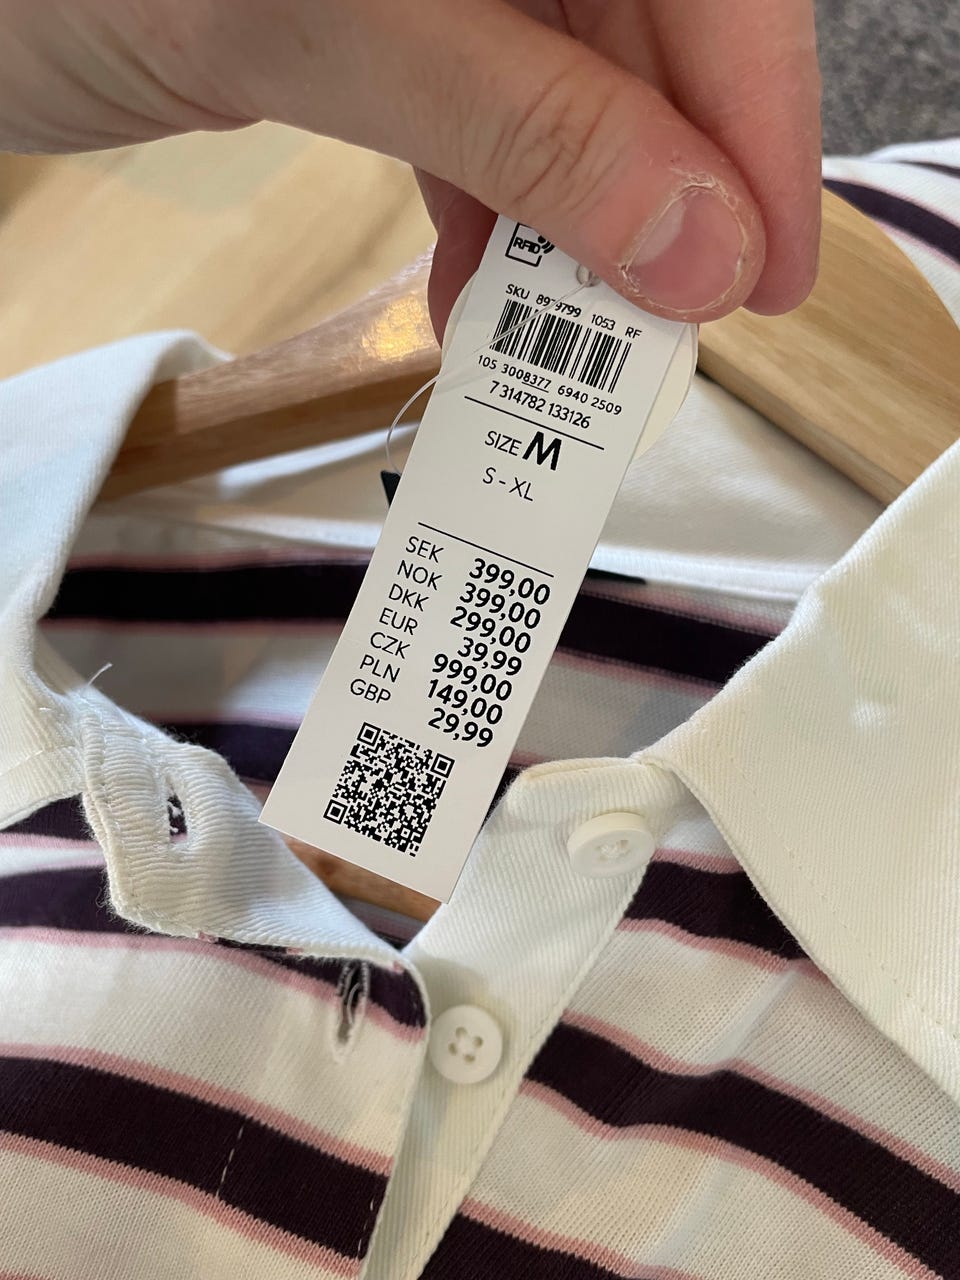 RFID
SKU 8979799 1053 RF
105 3008377 6940 2509
7 314782 133126
SIZE M
S - XL
SEK 399,00
NOK 399,00
DKK 299,00
EUR 39,99
CZK 999,00
PLN 149,00
GBP 29,99